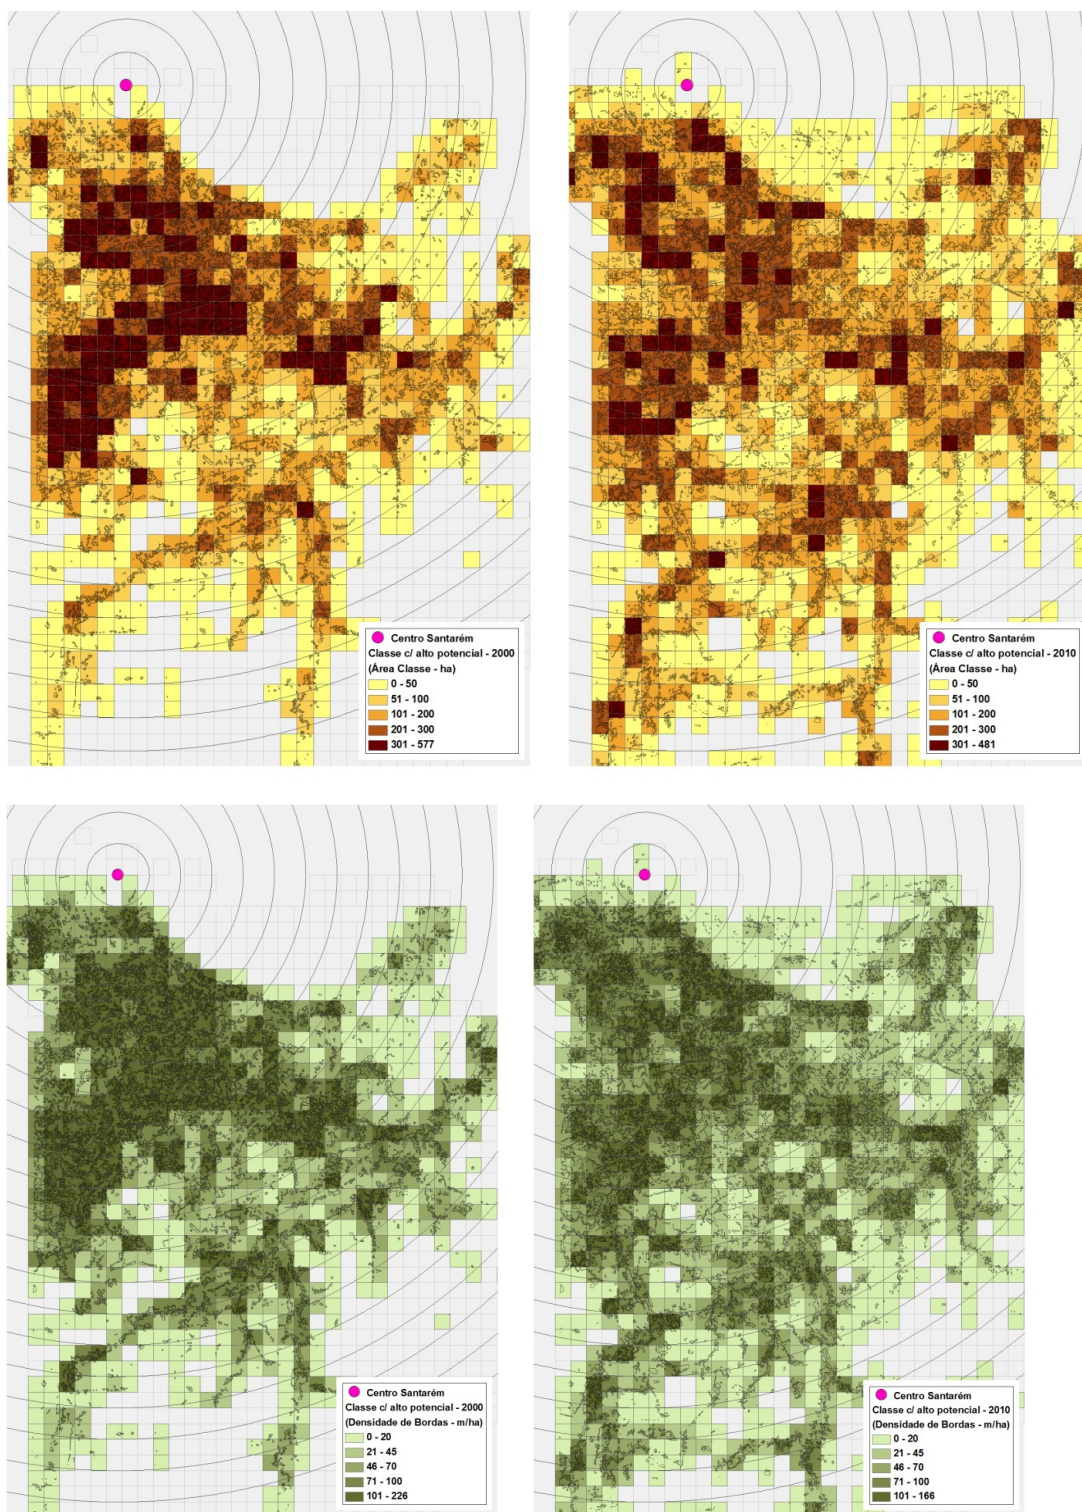 Centro Santarém
Classe c/ alto potencial - 2000
(Área Classe - ha)
0 - 50
51 - 100
101 - 200
201 - 300
301 - 577
Centro Santarém
Classe c/ alto potencial - 2010
(Área Classe - ha)
0 - 50
51 - 100
101 - 200
201 - 300
301 - 481
Centro Santarém
Classe c/ alto potencial - 2000
(Densidade de Bordas - m/ha)
0 - 20
21 - 45
46 - 70
71 - 100
101 - 226
Centro Santarém
Classe c/ alto potencial - 2010
(Densidade de Bordas - m/ha)
0 - 20
21 - 45
46 - 70
71 - 100
101 - 166